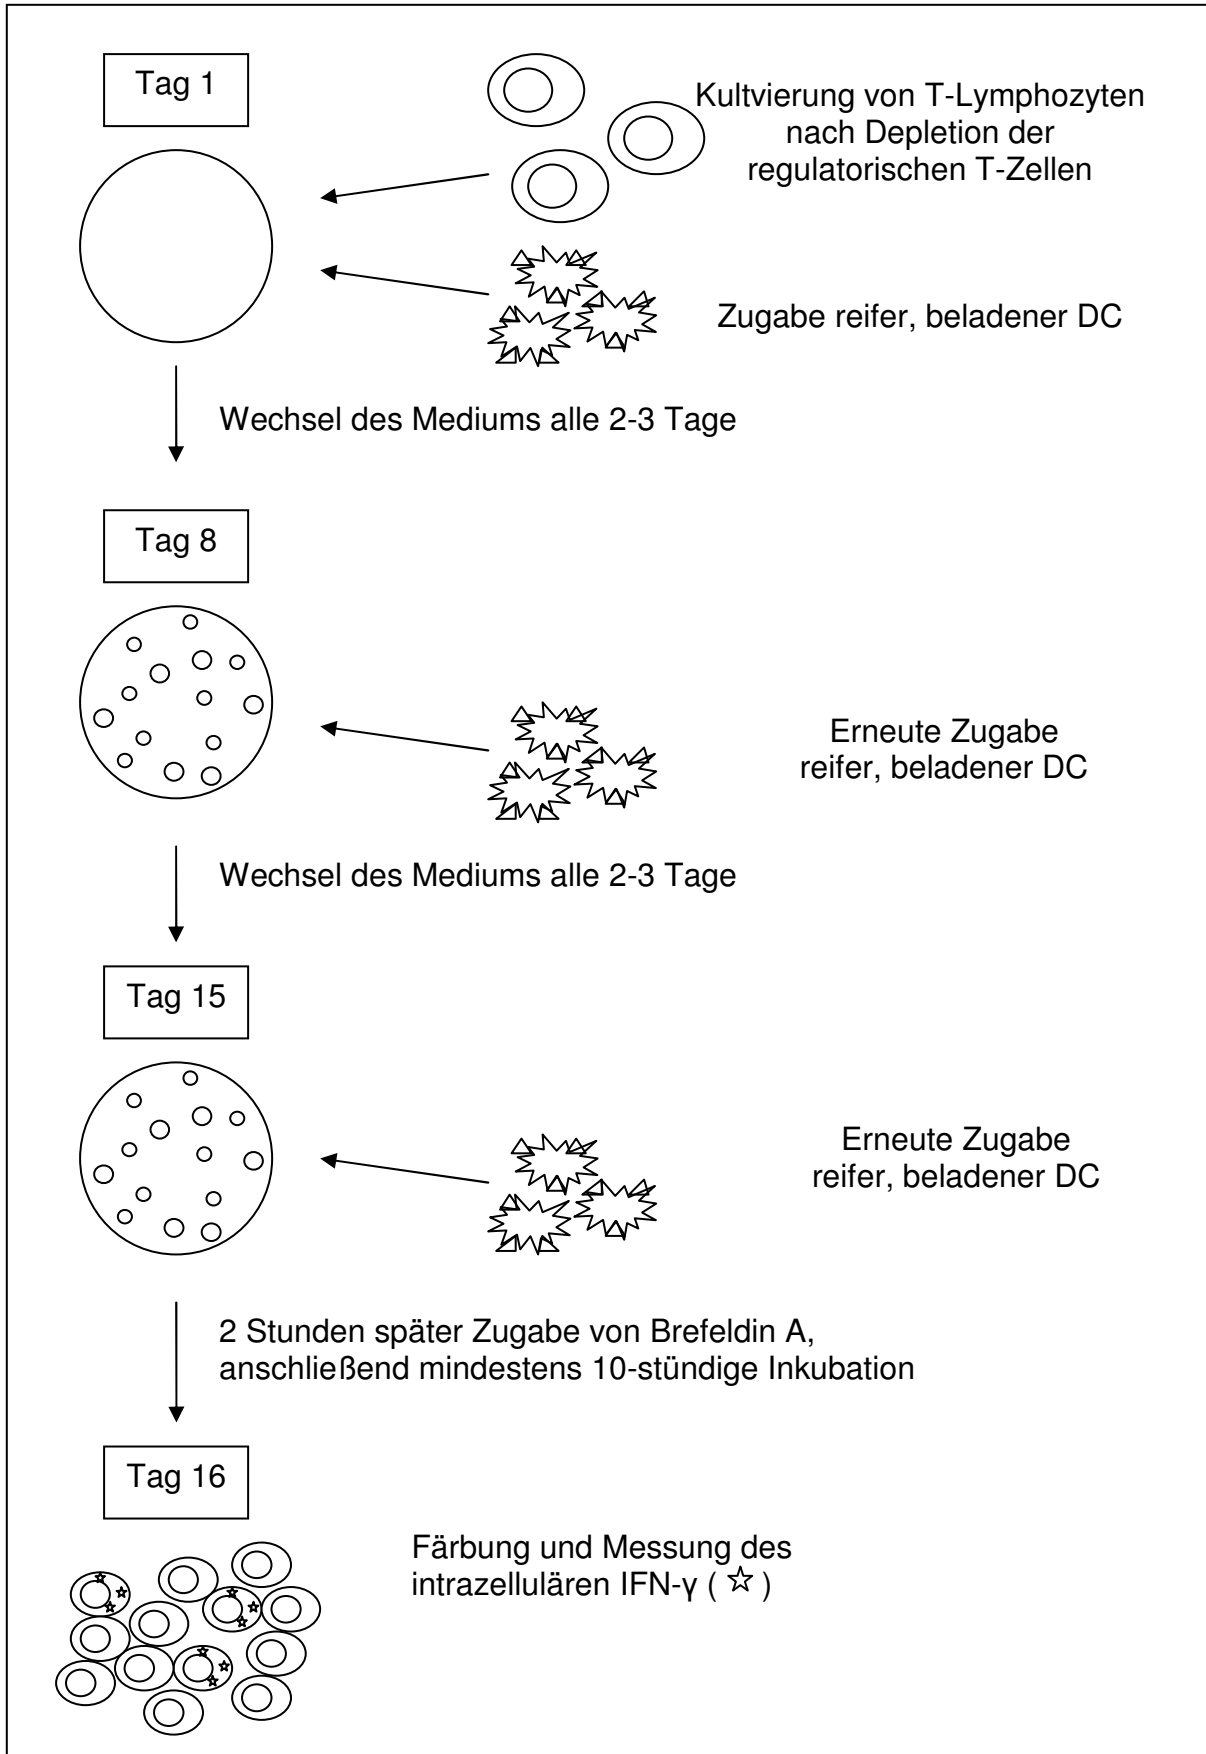 Tag 1
Kultvierung von T-Lymphozyten
nach Depletion der
regulatorischen T-Zellen
Zugabe reifer, beladener DC
Wechsel des Mediums alle 2-3 Tage
Tag 8
Erneute Zugabe
reifer, beladener DC
Wechsel des Mediums alle 2-3 Tage
Tag 15
Erneute Zugabe
reifer, beladener DC
2 Stunden später Zugabe von Brefeldin A,
anschließend mindestens 10-stündige Inkubation
Tag 16
Färbung und Messung des
intrazellulären IFN-γ ( ☆ )